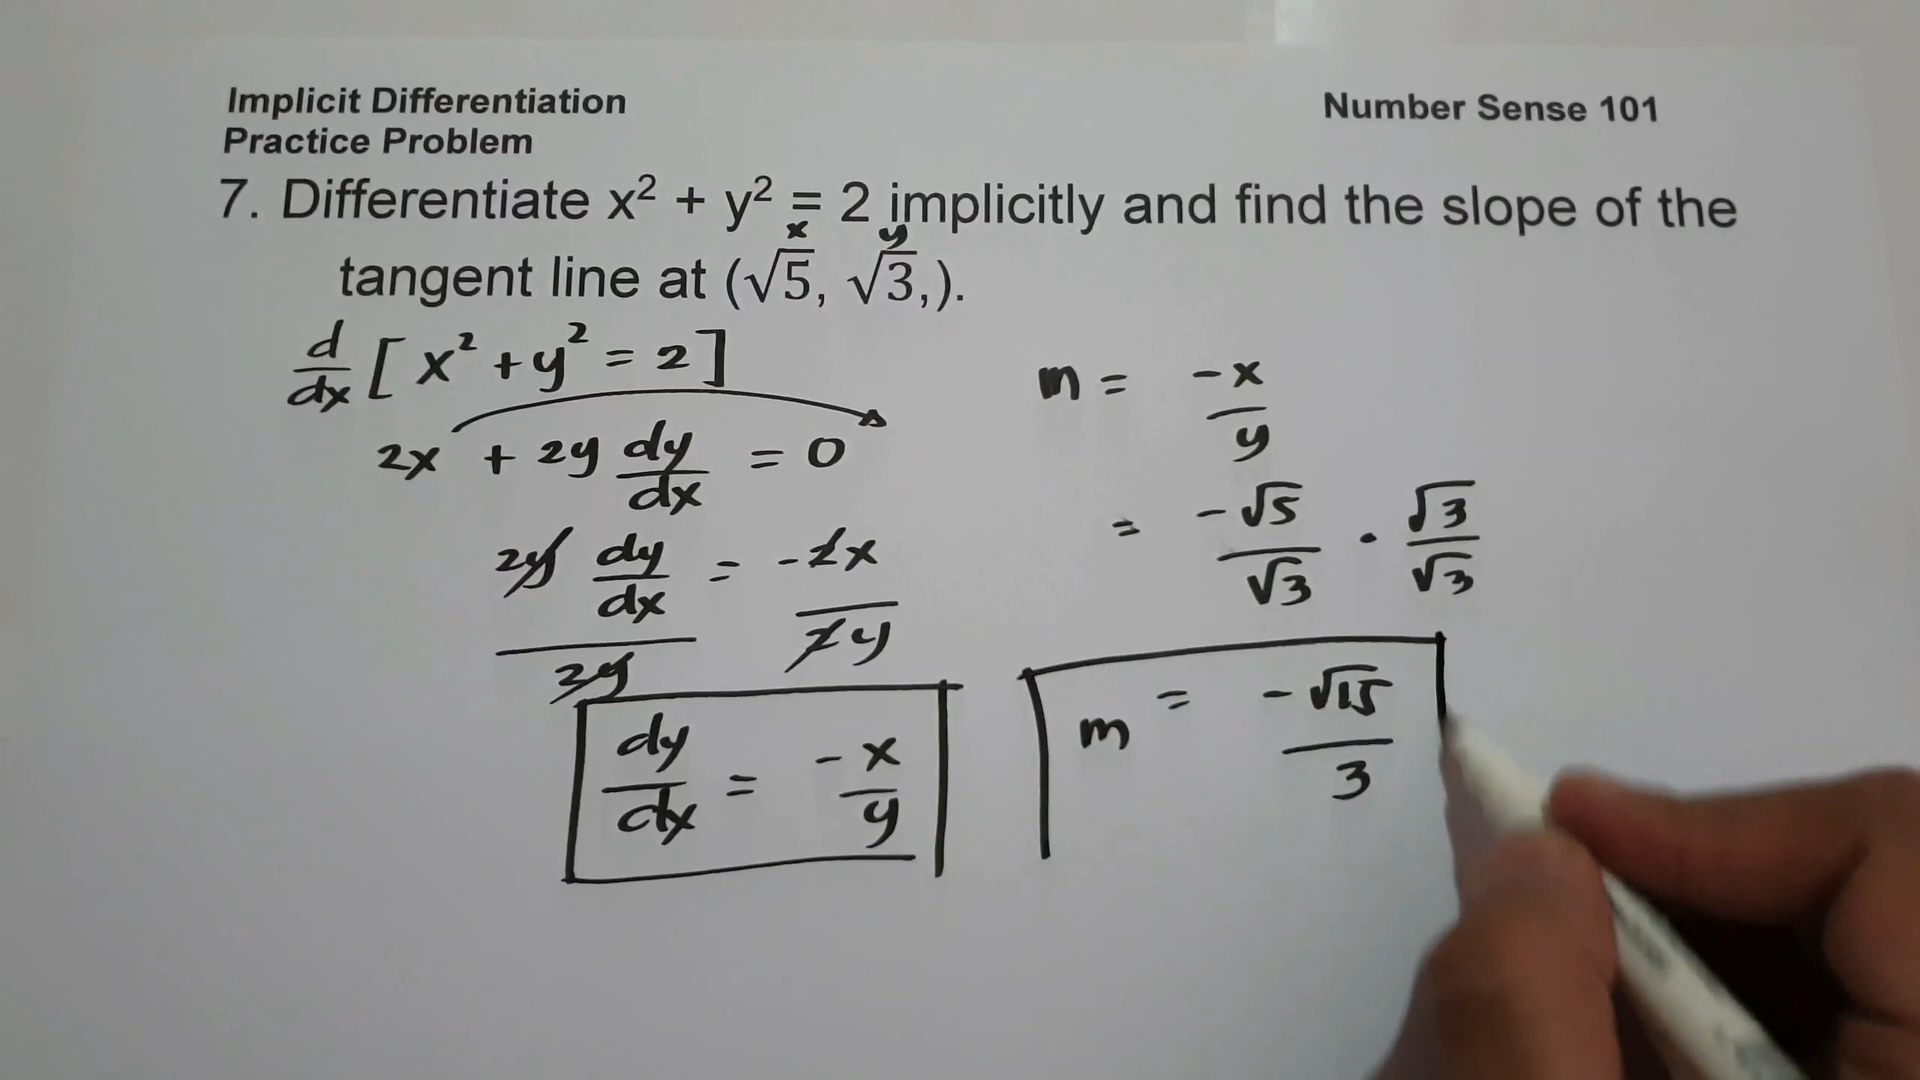 Implicit Differentiation
Number Sense 101
Practice Problem
7. Differentiate x² + y² = 2 implicitly and find the slope of the
x y
tangent line at (√5, √3,).
d/dx [x² + y² = 2]
2x + 2y dy/dx = 0
2y dy/dx = -2x
2y 2y
dy/dx = -x/y
m = -x/y
= -√5/√3 · √3/√3
m = -√15/3